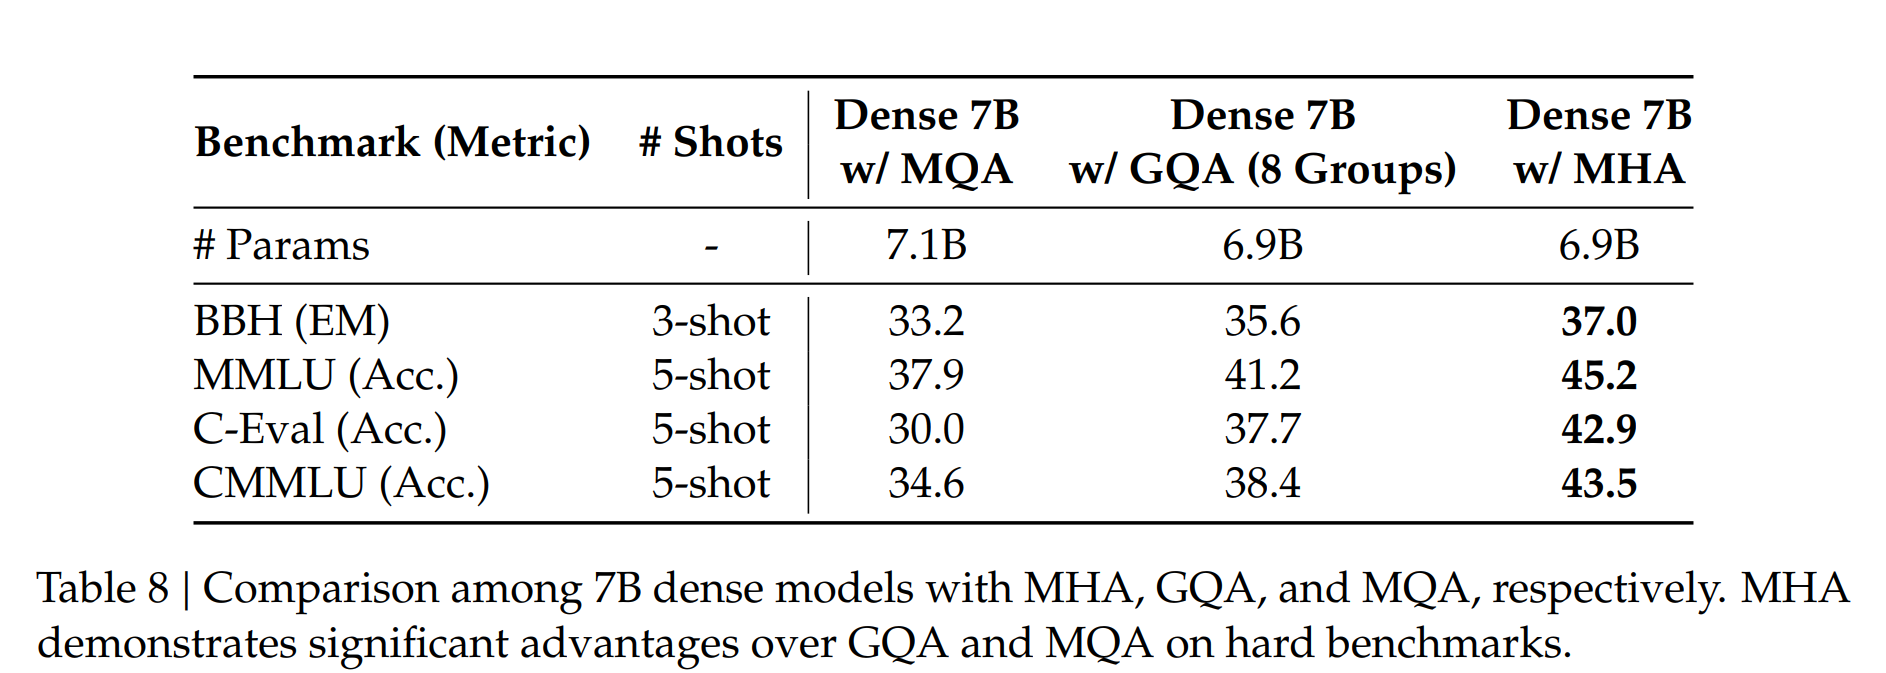 Benchmark (Metric) # Shots Dense 7B w/ MQA Dense 7B w/ GQA (8 Groups) Dense 7B w/ MHA
# Params - 7.1B 6.9B 6.9B
BBH (EM) 3-shot 33.2 35.6 37.0
MMLU (Acc.) 5-shot 37.9 41.2 45.2
C-Eval (Acc.) 5-shot 30.0 37.7 42.9
CMMLU (Acc.) 5-shot 34.6 38.4 43.5
Table 8 | Comparison among 7B dense models with MHA, GQA, and MQA, respectively. MHA
demonstrates significant advantages over GQA and MQA on hard benchmarks.